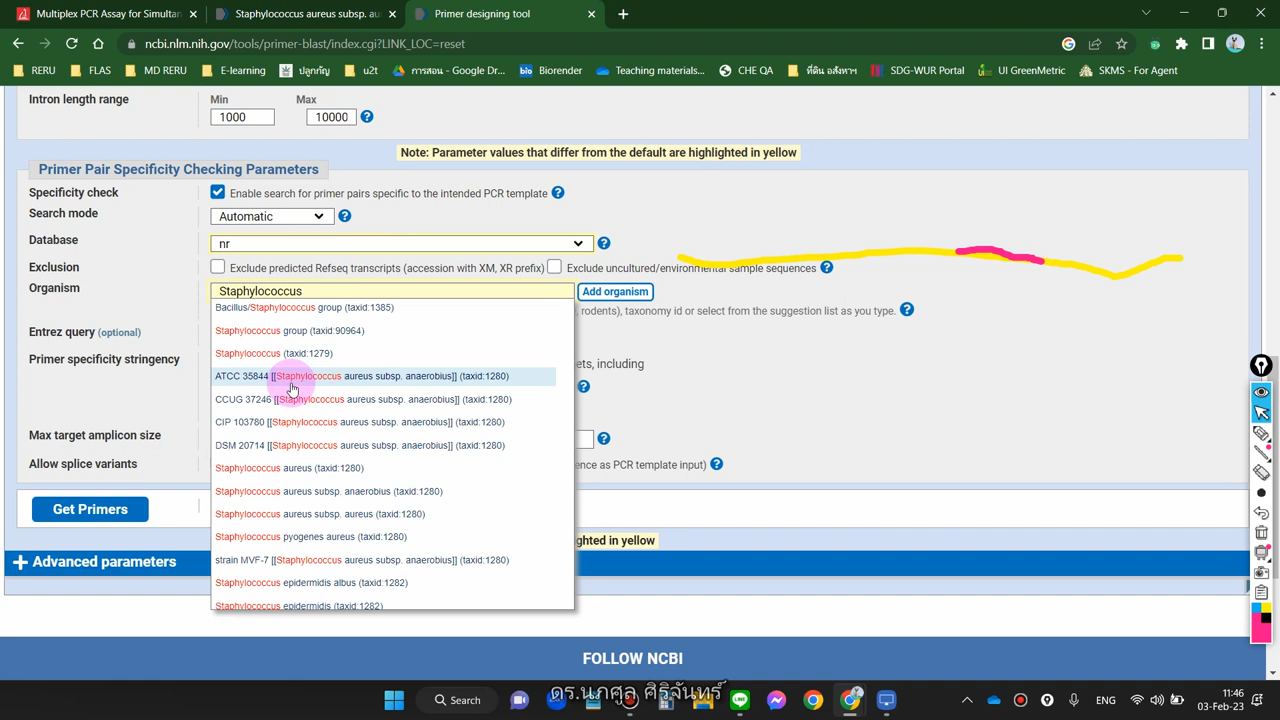 Multiplex PCR Assay for Simultan
Staphylococcus aureus subsp. au
Primer designing tool
ncbi.nlm.nih.gov/tools/primer-blast/index.cgi?LINK_LOC=reset
RERU
FLAS
MD RERU
E-learning
ปลุกกัญ
u2t
การสอน - Google Dr...
Biorender
Teaching materials...
CHE QA
ที่ดิน อสังหาฯ
SDG-WUR Portal
UI GreenMetric
SKMS - For Agent
Intron length range
Min
Max
1000
10000
Note: Parameter values that differ from the default are highlighted in yellow
Primer Pair Specificity Checking Parameters
Specificity check
Enable search for primer pairs specific to the intended PCR template
Search mode
Automatic
Database
nr
Exclusion
Exclude predicted Refseq transcripts (accession with XM, XR prefix)
Exclude uncultured/environmental sample sequences
Organism
Staphylococcus
Add organism
Bacillus/Staphylococcus group (taxid:1385)
, rodents), taxonomy id or select from the suggestion list as you type.
Staphylococcus group (taxid:90964)
Entrez query (optional)
Staphylococcus (taxid:1279)
Primer specificity stringency
ets, including
ATCC 35844 [[Staphylococcus aureus subsp. anaerobius]] (taxid:1280)
CCUG 37246 [[Staphylococcus aureus subsp. anaerobius]] (taxid:1280)
CIP 103780 [[Staphylococcus aureus subsp. anaerobius]] (taxid:1280)
Max target amplicon size
DSM 20714 [[Staphylococcus aureus subsp. anaerobius]] (taxid:1280)
Allow splice variants
ence as PCR template input)
Staphylococcus aureus (taxid:1280)
Staphylococcus aureus subsp. anaerobius (taxid:1280)
Get Primers
Staphylococcus aureus subsp. aureus (taxid:1280)
Staphylococcus pyogenes aureus (taxid:1280)
ghted in yellow
Advanced parameters
strain MVF-7 [[Staphylococcus aureus subsp. anaerobius]] (taxid:1280)
Staphylococcus epidermidis albus (taxid:1282)
Staphylococcus epidermidis (taxid:1282)
FOLLOW NCBI
Search
ดร.นภศูล ศิริจันทร์
ENG
11:46
03-Feb-23